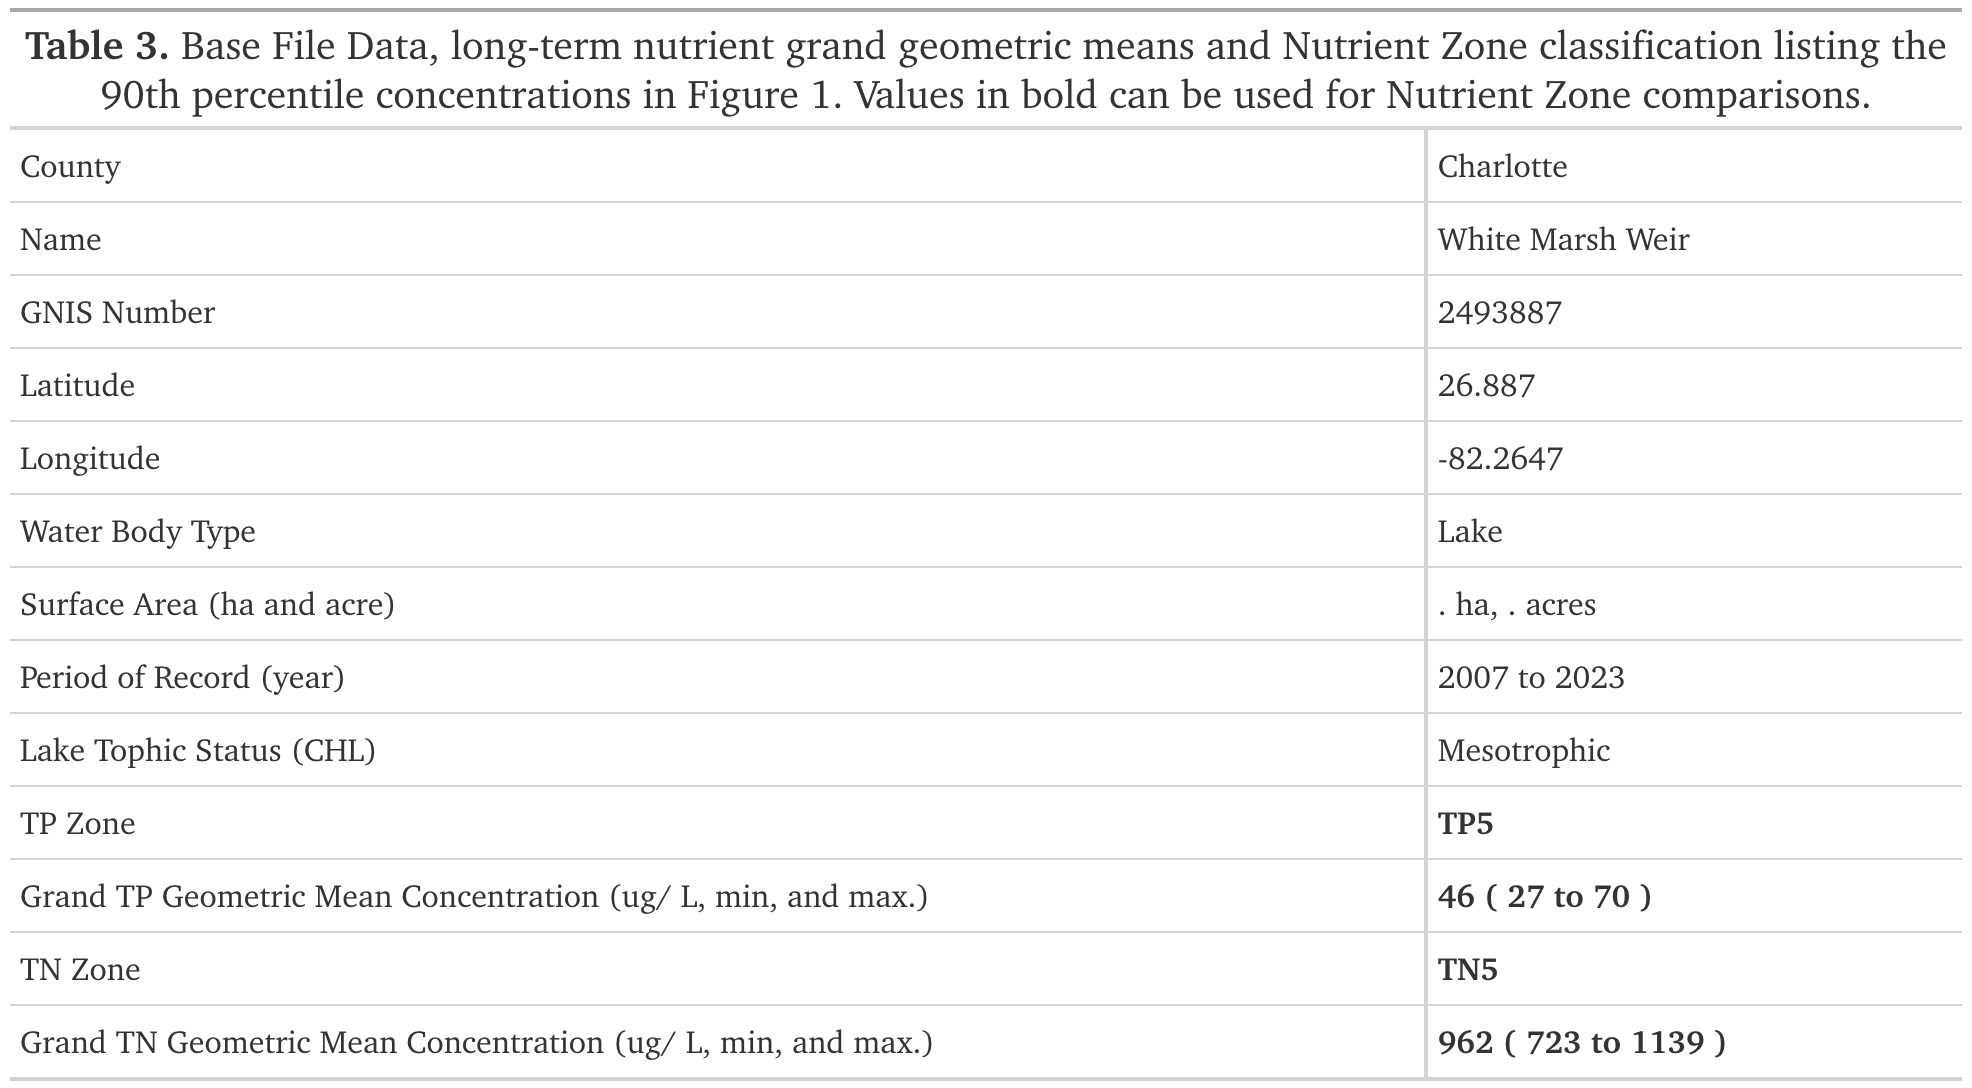 Table 3. Base File Data, long-term nutrient grand geometric means and Nutrient Zone classification listing the
90th percentile concentrations in Figure 1. Values in bold can be used for Nutrient Zone comparisons.
County Charlotte
Name White Marsh Weir
GNIS Number 2493887
Latitude 26.887
Longitude -82.2647
Water Body Type Lake
Surface Area (ha and acre) . ha, . acres
Period of Record (year) 2007 to 2023
Lake Tophic Status (CHL) Mesotrophic
TP Zone TP5
Grand TP Geometric Mean Concentration (ug/ L, min, and max.) 46 ( 27 to 70 )
TN Zone TN5
Grand TN Geometric Mean Concentration (ug/ L, min, and max.) 962 ( 723 to 1139 )